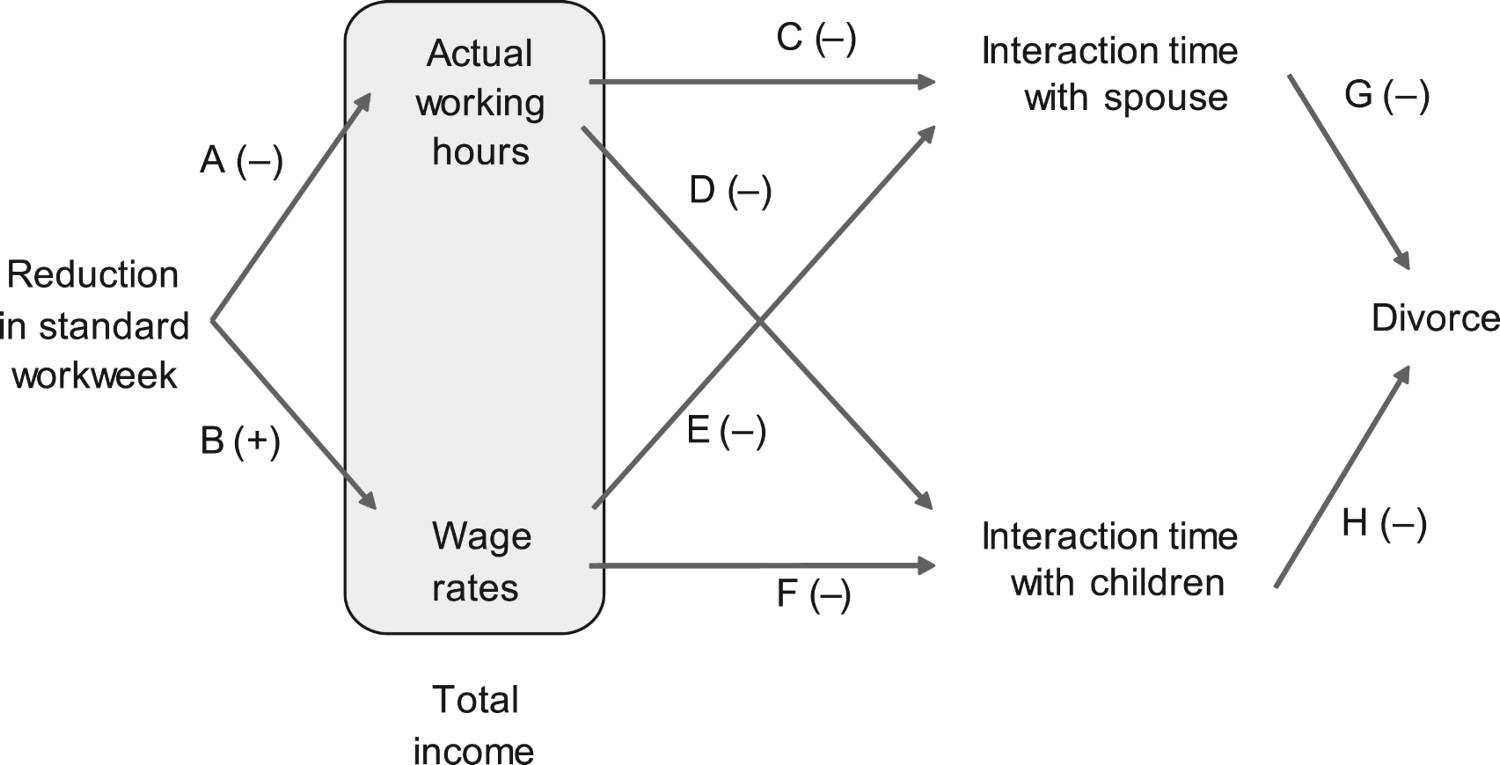 Actual
working
hours
C (–)
Interaction time
with spouse
G (–)
A (–)
D (–)
Reduction
in standard
workweek
Divorce
B (+)
E (–)
Wage
rates
F (–)
Interaction time
with children
H (–)
Total
income